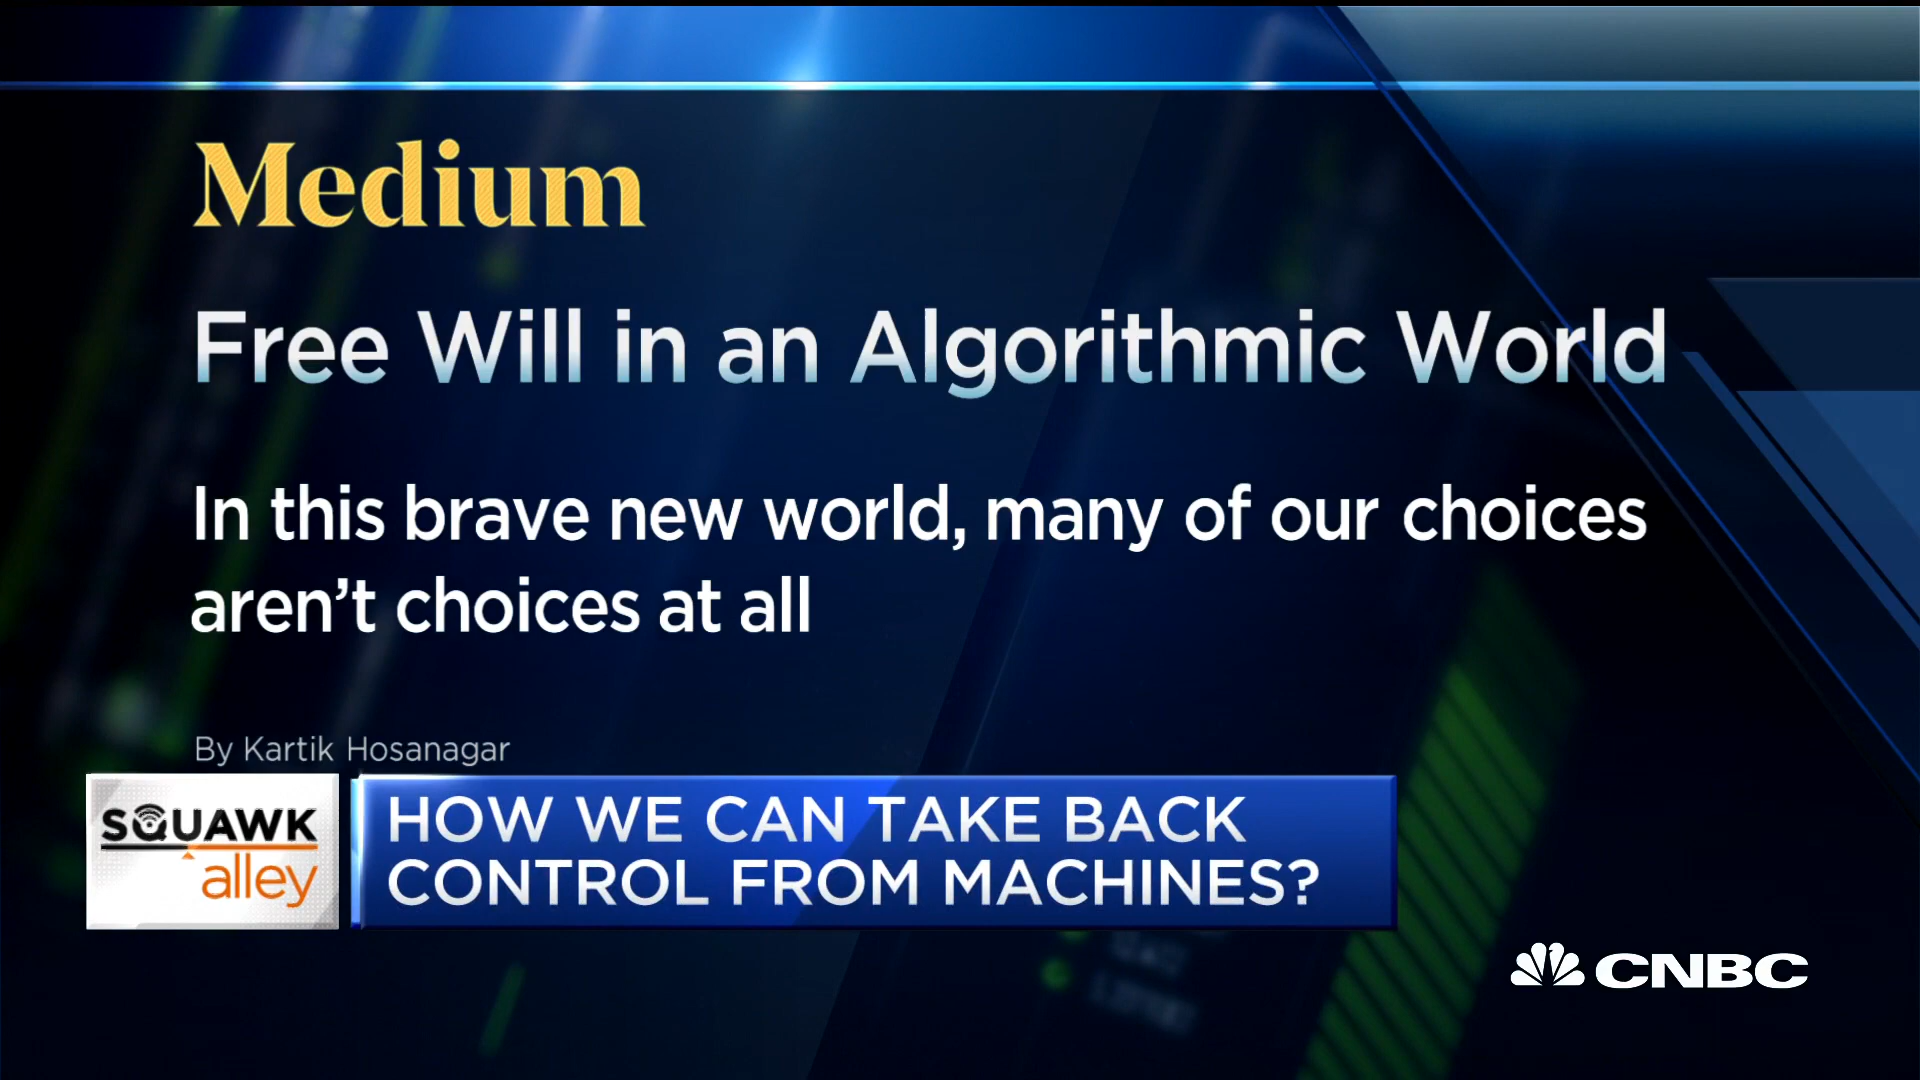 Medium
Free Will in an Algorithmic World
In this brave new world, many of our choices
aren’t choices at all
By Kartik Hosanagar
SQUAWK
alley
HOW WE CAN TAKE BACK
CONTROL FROM MACHINES?
CNBC